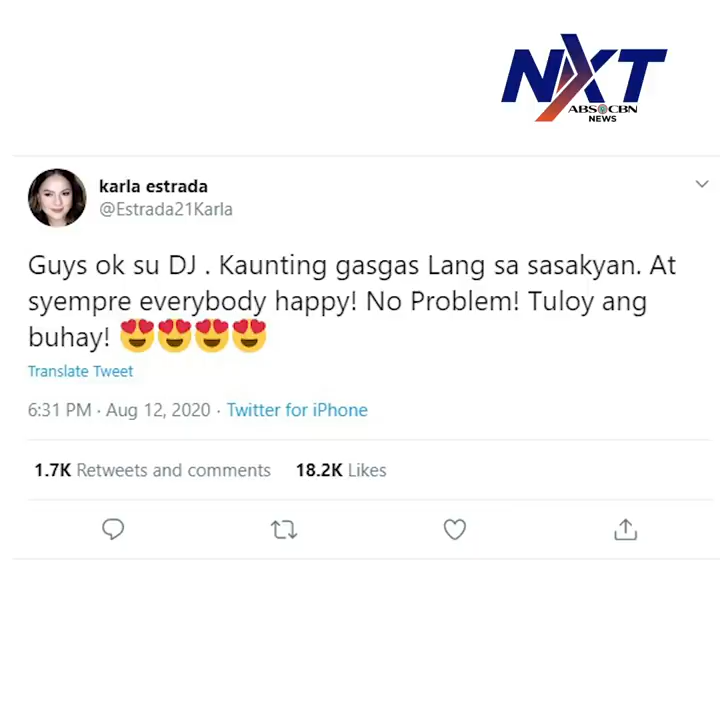 NXT
ABS-CBN
NEWS
karla estrada
@Estrada21Karla
Guys ok su DJ . Kaunting gasgas Lang sa sasakyan. At
syempre everybody happy! No Problem! Tuloy ang
buhay! 😍😍😍😍
Translate Tweet
6:31 PM · Aug 12, 2020 · Twitter for iPhone
1.7K Retweets and comments 18.2K Likes